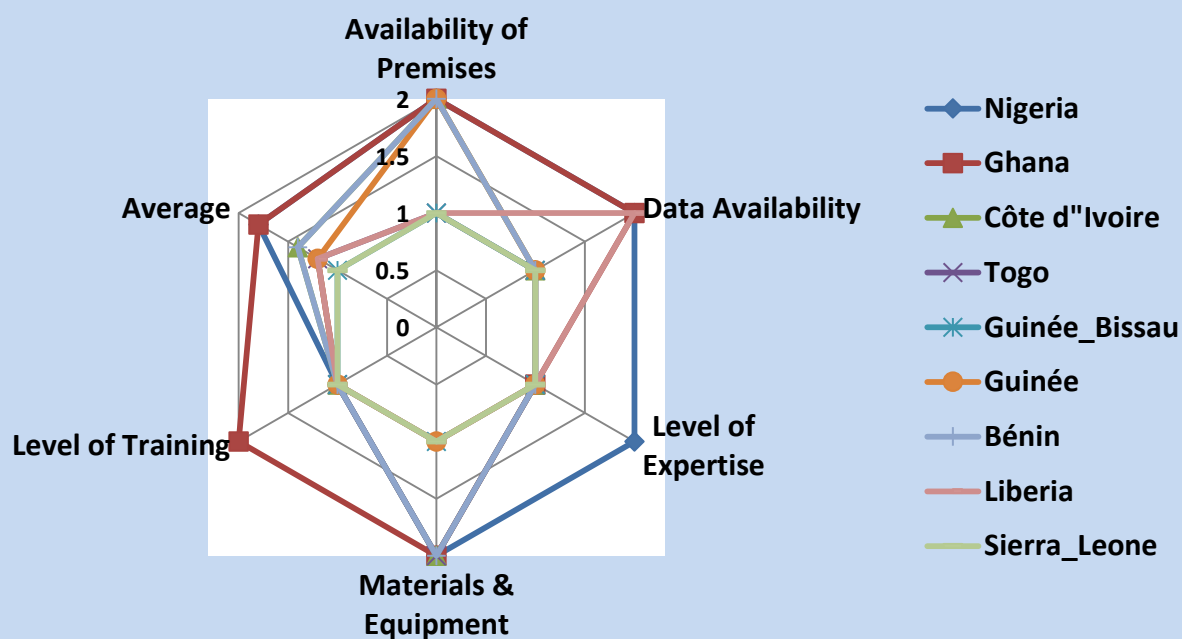 Availability of
Premises
2
1.5
1
0.5
0
Average
Data Availability
Level of Training
Level of
Expertise
Materials &
Equipment
Nigeria
Ghana
Côte d"Ivoire
Togo
Guinée_Bissau
Guinée
Bénin
Liberia
Sierra_Leone